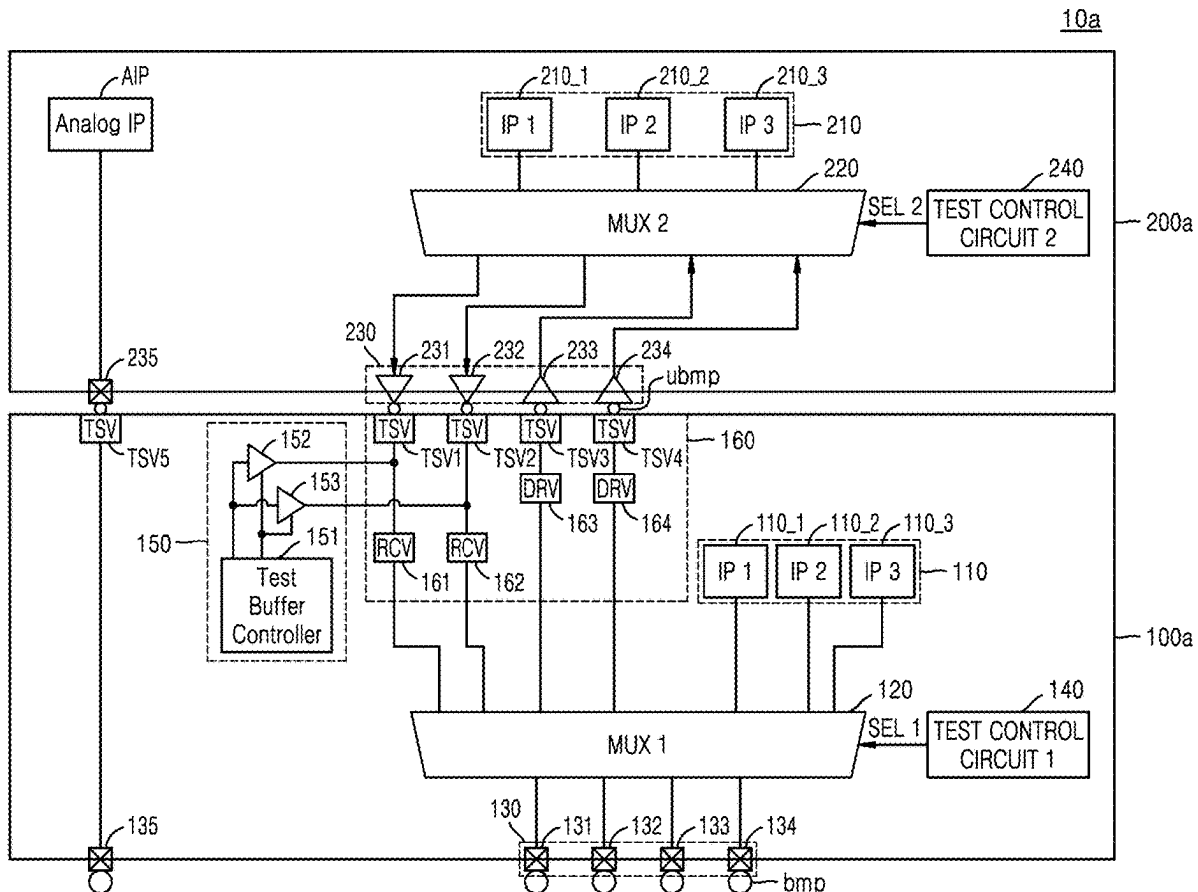 10a
AIP
Analog IP
210_1
210_2
210_3
IP 1
IP 2
IP 3
210
220
MUX 2
SEL 2
240
TEST CONTROL
CIRCUIT 2
200a
235
230
231
232
233
234
ubmp
TSV
TSV5
TSV
TSV1
TSV
TSV2
TSV
TSV3
TSV
TSV4
160
152
153
150
151
Test
Buffer
Controller
RCV
161
RCV
162
DRV
163
DRV
164
110_1
110_2
110_3
IP 1
IP 2
IP 3
110
100a
120
MUX 1
SEL 1
140
TEST CONTROL
CIRCUIT 1
135
130
131
132
133
134
bmp